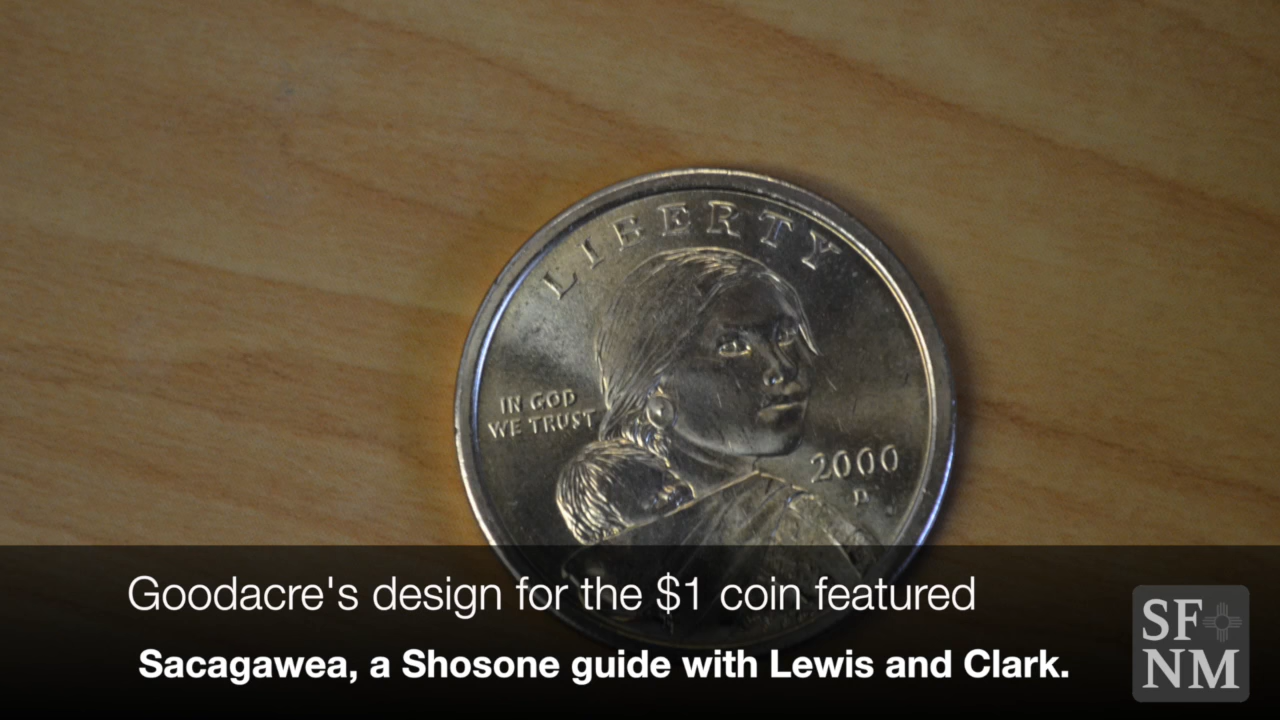 LIBERTY
IN GOD
WE TRUST
2000
D
Goodacre's design for the $1 coin featured
Sacagawea, a Shosone guide with Lewis and Clark.
SF
NM